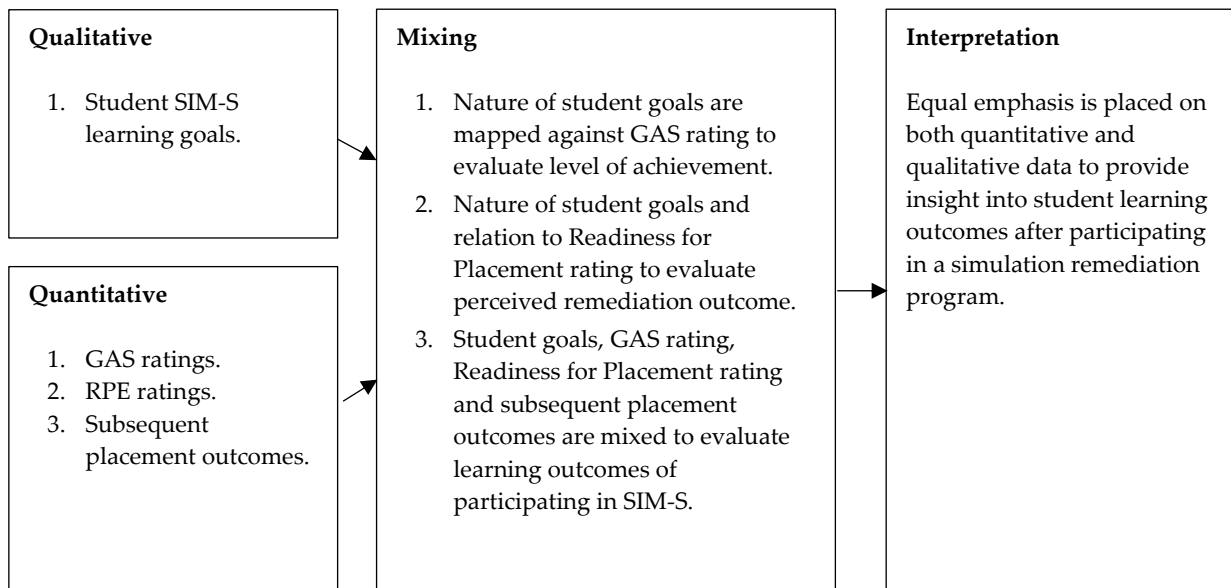 Qualitative
1. Student SIM-S
learning goals.
Quantitative
1. GAS ratings.
2. RPE ratings.
3. Subsequent
placement outcomes.
Mixing
1. Nature of student goals are
mapped against GAS rating to
evaluate level of achievement.
2. Nature of student goals and
relation to Readiness for
Placement rating to evaluate
perceived remediation outcome.
3. Student goals, GAS rating,
Readiness for Placement rating
and subsequent placement
outcomes are mixed to evaluate
learning outcomes of
participating in SIM-S.
Interpretation
Equal emphasis is placed on
both quantitative and
qualitative data to provide
insight into student learning
outcomes after participating
in a simulation remediation
program.